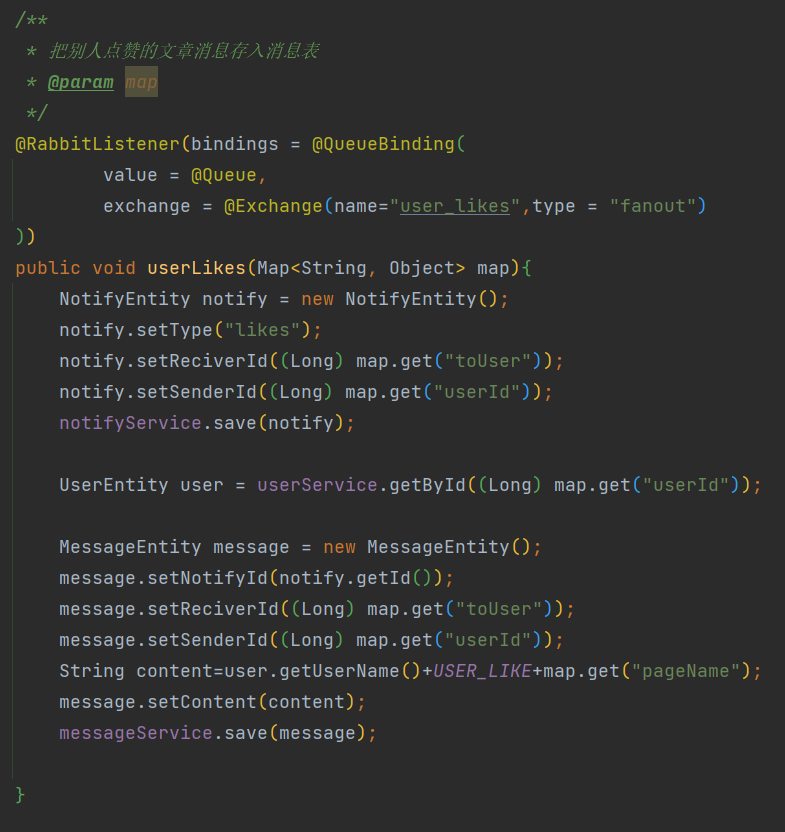 /**
 * 把别人点赞的文章消息存入消息表
 * @param map
 */
@RabbitListener(bindings = @QueueBinding(
        value = @Queue,
        exchange = @Exchange(name="user_likes",type = "fanout")
))
public void userLikes(Map<String, Object> map){
    NotifyEntity notify = new NotifyEntity();
    notify.setType("likes");
    notify.setReciverId((Long) map.get("toUser"));
    notify.setSenderId((Long) map.get("userId"));
    notifyService.save(notify);

    UserEntity user = userService.getById((Long) map.get("userId"));

    MessageEntity message = new MessageEntity();
    message.setNotifyId(notify.getId());
    message.setReciverId((Long) map.get("toUser"));
    message.setSenderId((Long) map.get("userId"));
    String content=user.getUserName()+USER_LIKE+map.get("pageName");
    message.setContent(content);
    messageService.save(message);

}